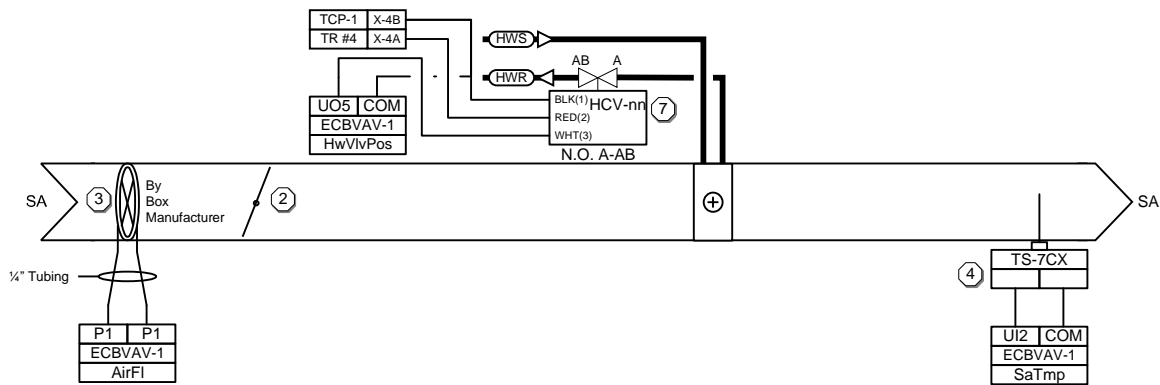 TCP-1 X-4B
TR #4 X-4A
HWS
AB A
HWR
UO5 COM
ECBVAV-1
HwVlvPos
BLK(1) HCV-nn
RED(2)
WHT(3)
7
N.O. A-AB
SA
3
By
Box
Manufacturer
2
SA
¼" Tubing
4
TS-7CX
P1 P1
ECBVAV-1
AirFl
UI2 COM
ECBVAV-1
SaTmp